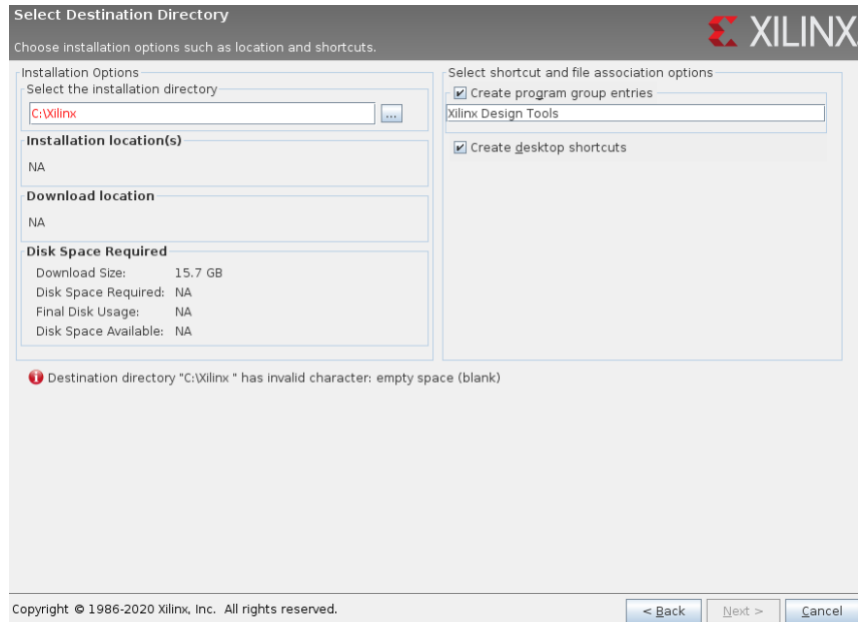 Select Destination Directory
XILINX
Choose installation options such as location and shortcuts.
Installation Options
Select the installation directory
C:\Xilinx
...
Installation location(s)
NA
Download location
NA
Disk Space Required
Download Size: 15.7 GB
Disk Space Required: NA
Final Disk Usage: NA
Disk Space Available: NA
Select shortcut and file association options
Create program group entries
Xilinx Design Tools
Create desktop shortcuts
Destination directory "C:\Xilinx " has invalid character: empty space (blank)
Copyright © 1986-2020 Xilinx, Inc. All rights reserved.
< Back
Next >
Cancel